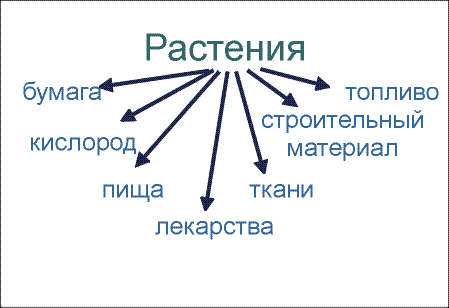 Растения
бумага
топливо
строительный
материал
кислород
пища
ткани
лекарства